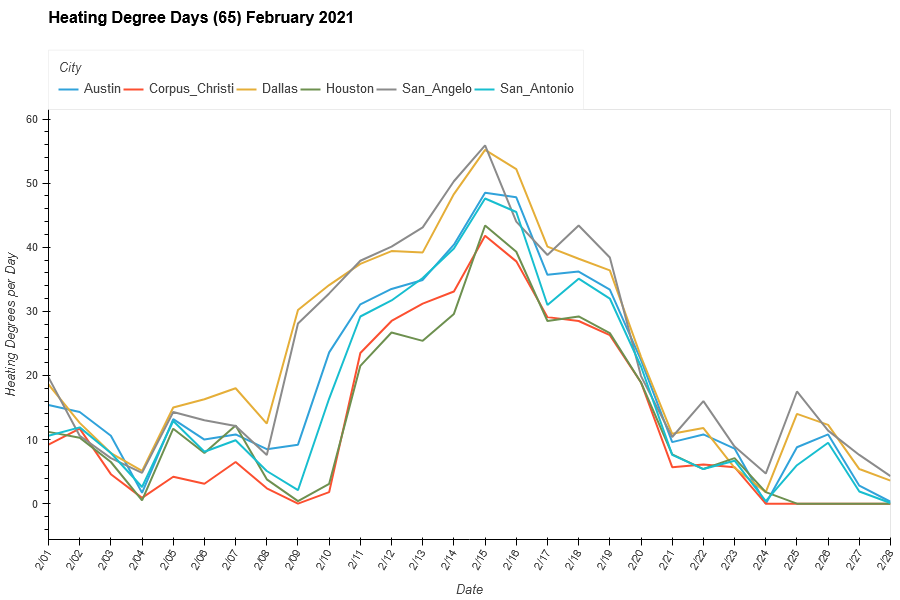 Heating Degree Days (65) February 2021
City
Austin Corpus_Christi Dallas Houston San_Angelo San_Antonio
60
50
40
30
20
10
0
Heating Degrees per Day
2/01 2/02 2/03 2/04 2/05 2/06 2/07 2/08 2/09 2/10 2/11 2/12 2/13 2/14 2/15 2/16 2/17 2/18 2/19 2/20 2/21 2/22 2/23 2/24 2/25 2/26 2/27 2/28
Date